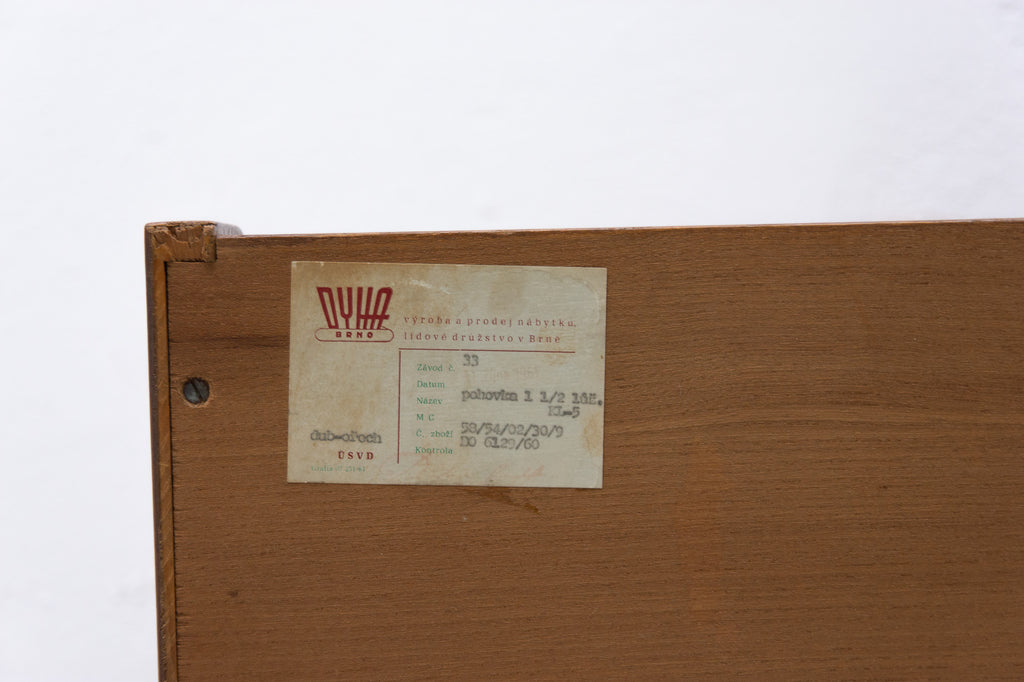 DYHA
BRNO
výroba a prodej nábytku,
lidové družstvo v Brně
Závod č. 33
Datum
Název pohovka 1 1/2 lůž.
KL-5
M C
Č. zboží 58/54/02/30/9
Kontrola DO 6129/60
dub-ořech
ÚSVD